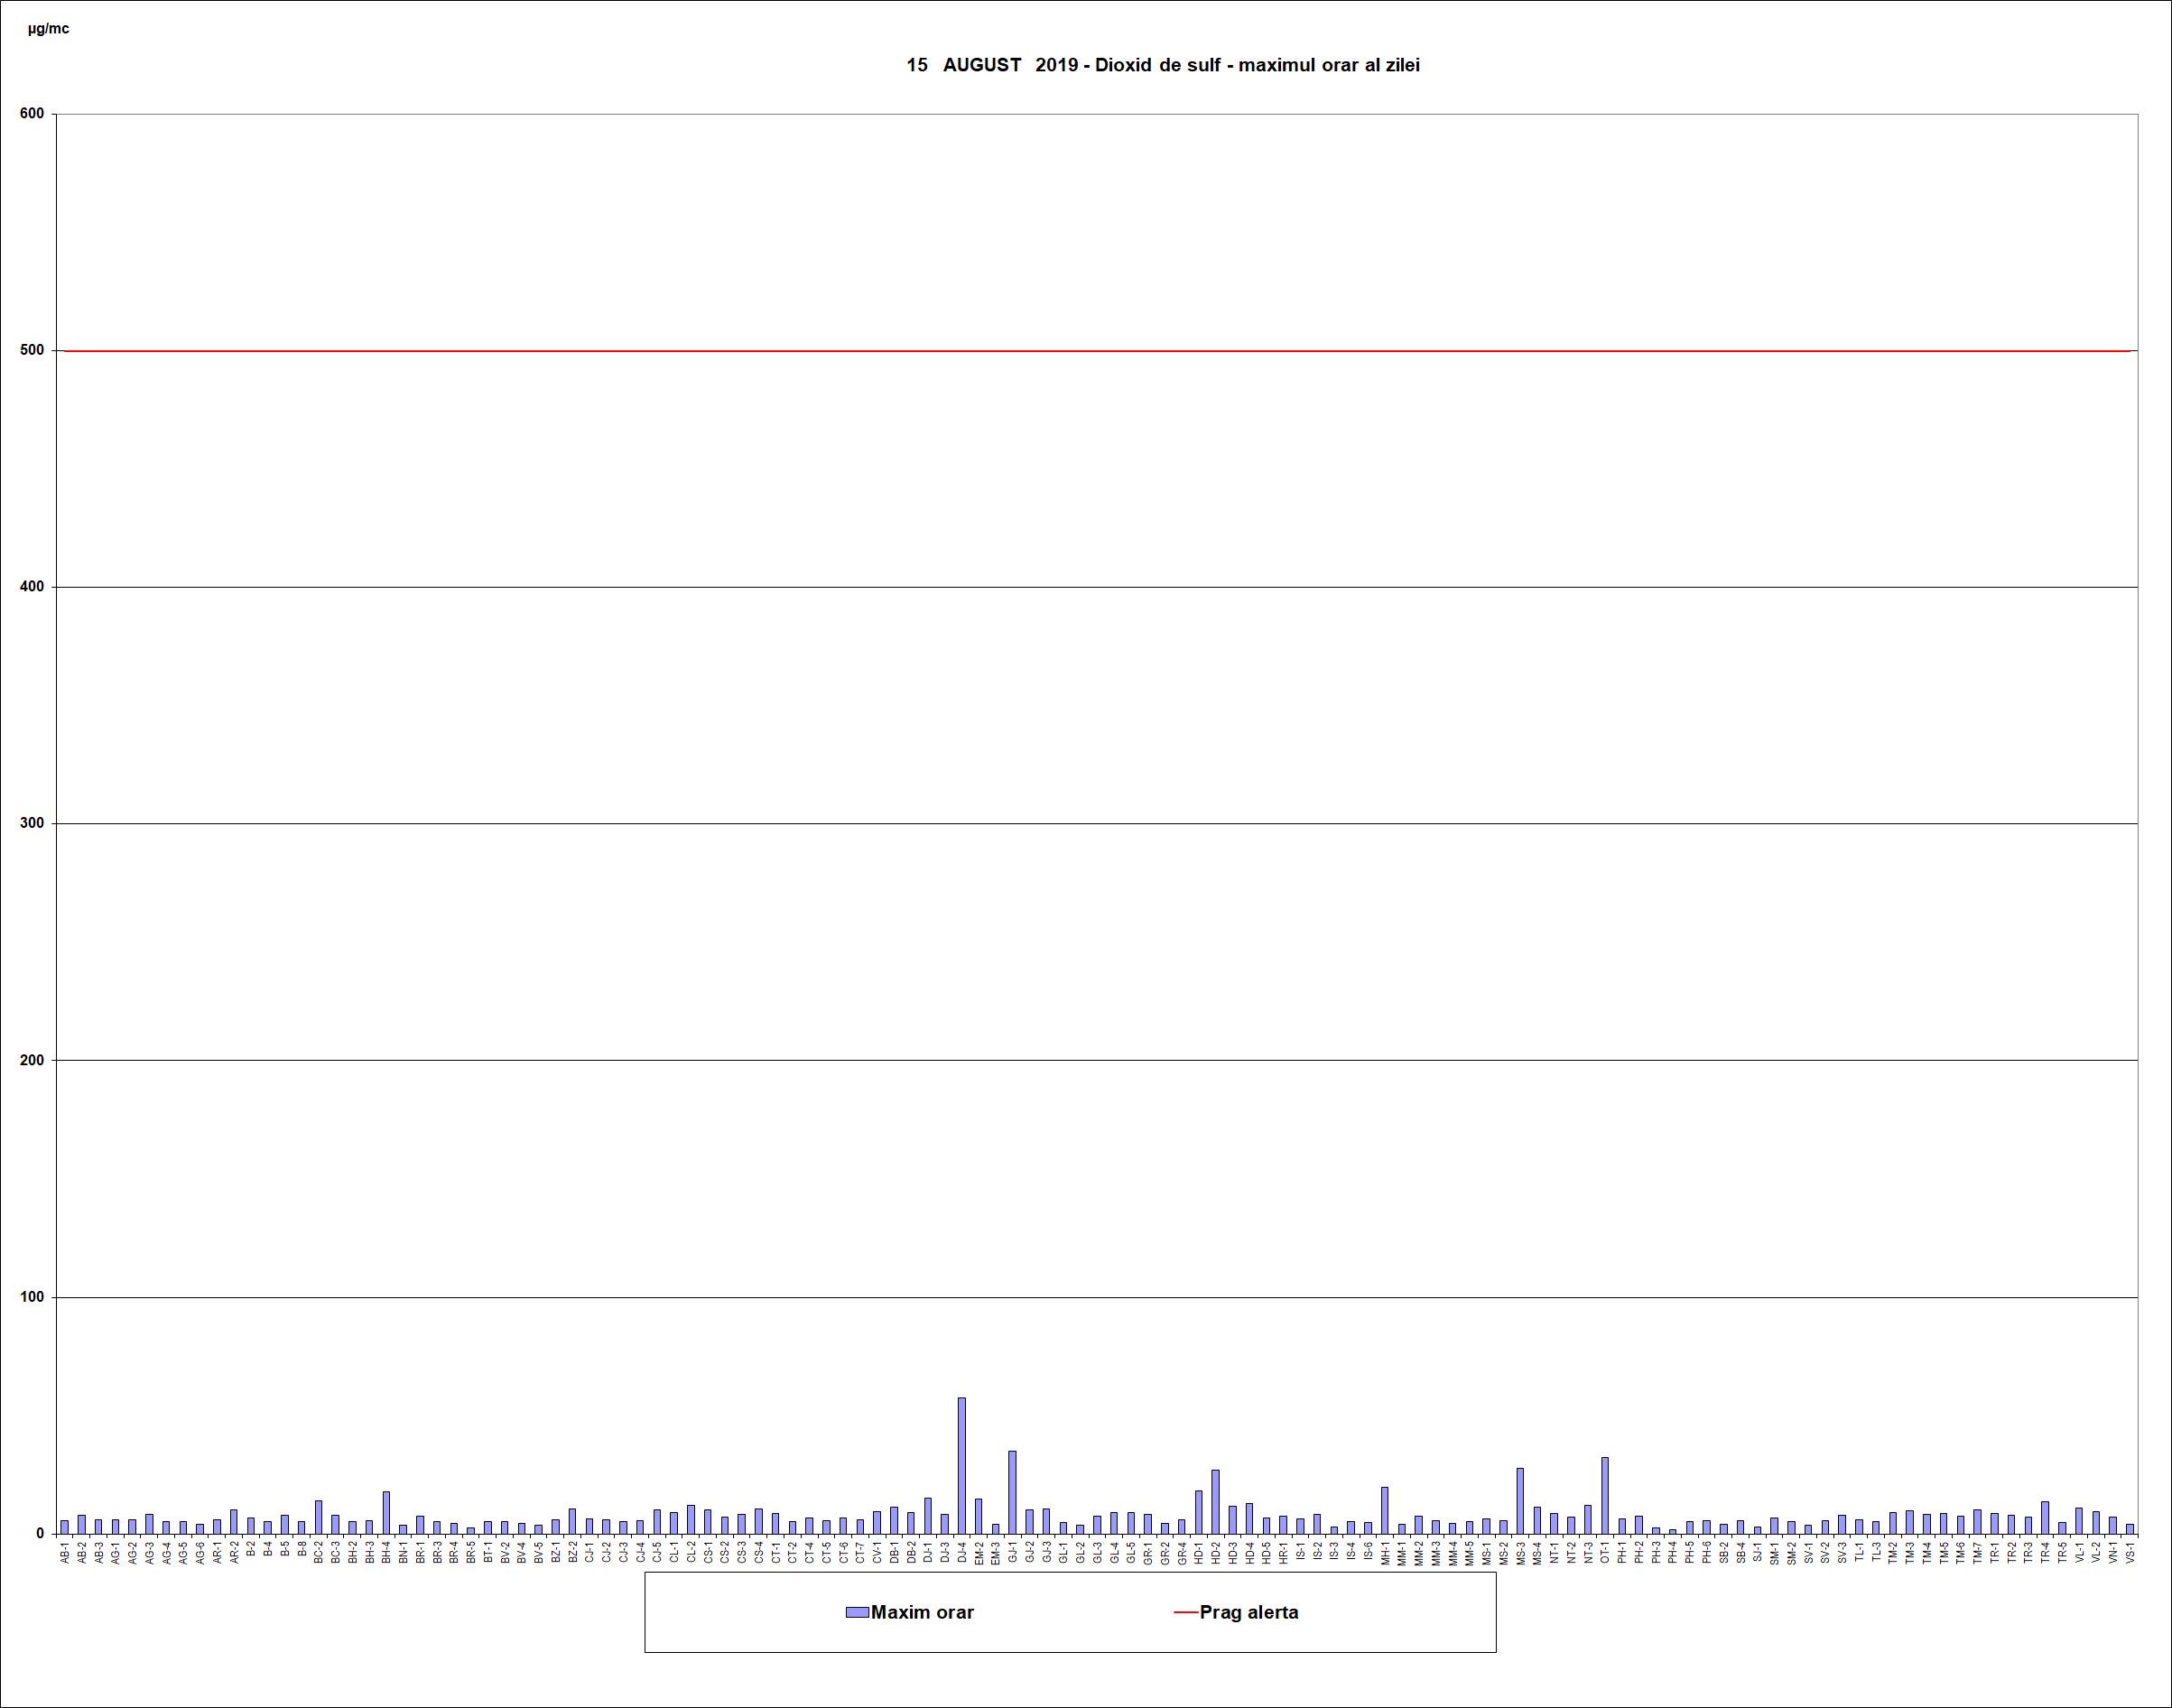 µg/mc
15 AUGUST 2019 - Dioxid de sulf - maximul orar al zilei
600
500
400
300
200
100
0
AB-1 AB-2 AB-3 AG-1 AG-2 AG-3 AG-4 AG-5 AG-6 AR-1 AR-2 B-2 B-4 B-5 B-8 BC-2 BC-3 BH-2 BH-3 BH-4 BN-1 BR-1 BR-3 BR-4 BR-5 BT-1 BV-2 BV-4 BV-5 BZ-1 BZ-2 CJ-1 CJ-2 CJ-3 CJ-4 CJ-5 CL-1 CL-2 CS-1 CS-2 CS-3 CS-4 CT-1 CT-2 CT-4 CT-5 CT-6 CT-7 CV-1 DB-1 DB-2 DJ-1 DJ-3 DJ-4 EM-2 EM-3 GJ-1 GJ-2 GJ-3 GL-1 GL-2 GL-3 GL-4 GL-5 GR-1 GR-2 GR-4 HD-1 HD-2 HD-3 HD-4 HD-5 HR-1 IS-1 IS-2 IS-3 IS-4 IS-6 MH-1 MM-1 MM-2 MM-3 MM-4 MM-5 MS-1 MS-2 MS-3 MS-4 NT-1 NT-2 NT-3 OT-1 PH-1 PH-2 PH-3 PH-4 PH-5 PH-6 SB-2 SB-4 SJ-1 SM-1 SM-2 SV-1 SV-2 SV-3 TL-1 TL-3 TM-2 TM-3 TM-4 TM-5 TM-6 TM-7 TR-1 TR-2 TR-3 TR-4 TR-5 VL-1 VL-2 VN-1 VS-1
Maxim orar Prag alerta